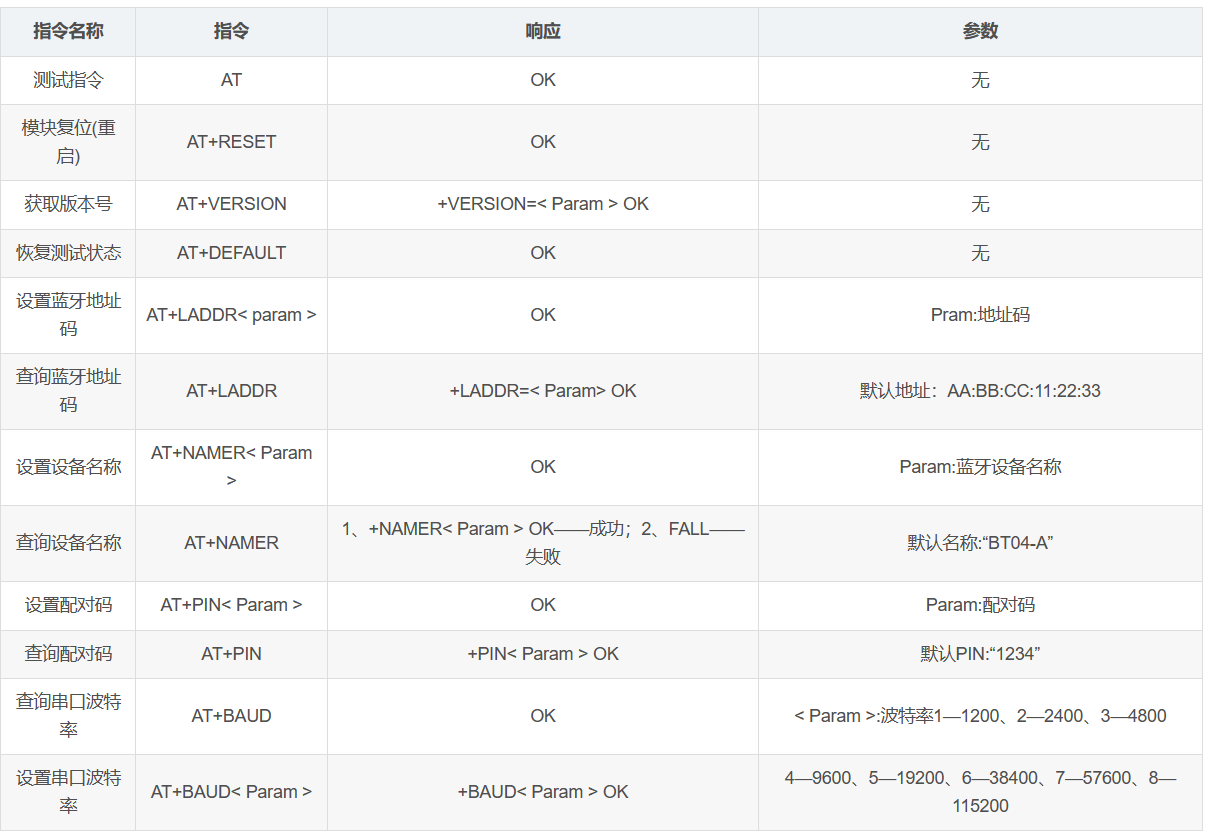 指令名称 指令 响应 参数
测试指令 AT OK 无
模块复位(重
启) AT+RESET OK 无
获取版本号 AT+VERSION +VERSION=< Param > OK 无
恢复测试状态 AT+DEFAULT OK 无
设置蓝牙地址
码 AT+LADDR< param > OK Pram:地址码
查询蓝牙地址
码 AT+LADDR +LADDR=< Param> OK 默认地址：AA:BB:CC:11:22:33
设置设备名称 AT+NAMER< Param
> OK Param:蓝牙设备名称
查询设备名称 AT+NAMER 1、+NAMER< Param > OK——成功；2、FALL——
失败 默认名称:“BT04-A”
设置配对码 AT+PIN< Param > OK Param:配对码
查询配对码 AT+PIN +PIN< Param > OK 默认PIN:“1234”
查询串口波特
率 AT+BAUD OK < Param >:波特率1—1200、2—2400、3—4800
设置串口波特
率 AT+BAUD< Param > +BAUD< Param > OK 4—9600、5—19200、6—38400、7—57600、8—
115200